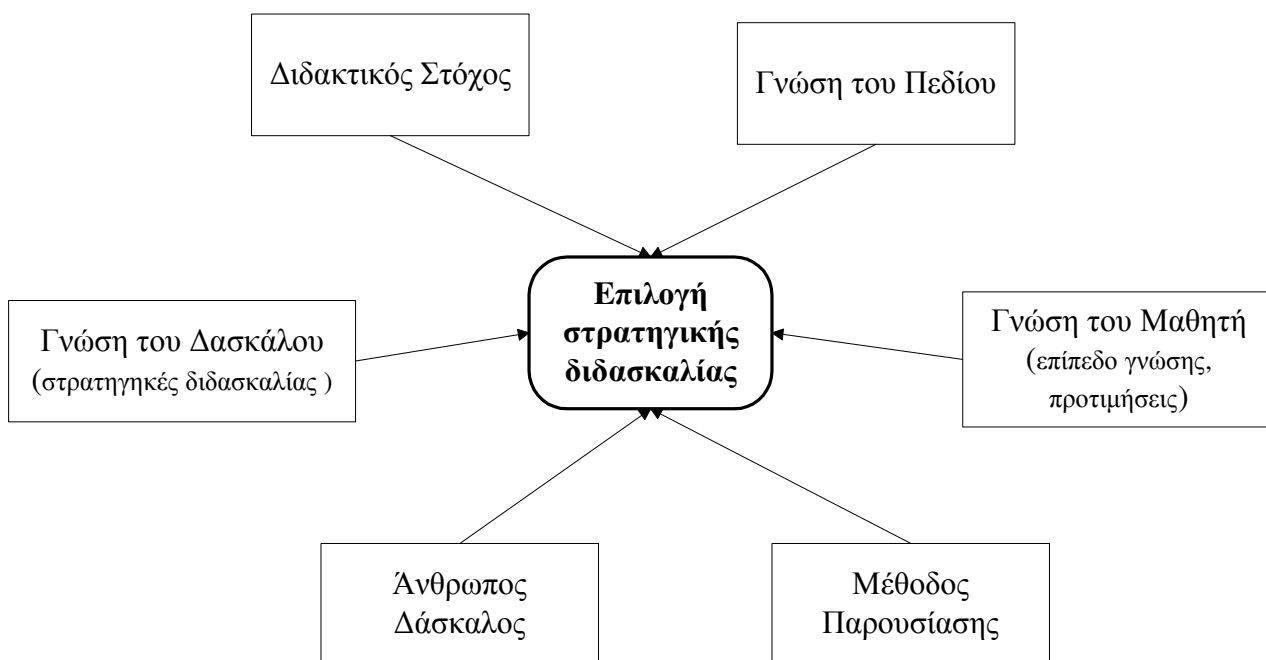 Διδακτικός Στόχος
Γνώση του Πεδίου
Επιλογή
στρατηγικής
διδασκαλίας
Γνώση του Δασκάλου
(στρατηγηκές διδασκαλίας )
Γνώση του Μαθητή
(επίπεδο γνώσης,
προτιμήσεις)
Άνθρωπος
Δάσκαλος
Μέθοδος
Παρουσίασης